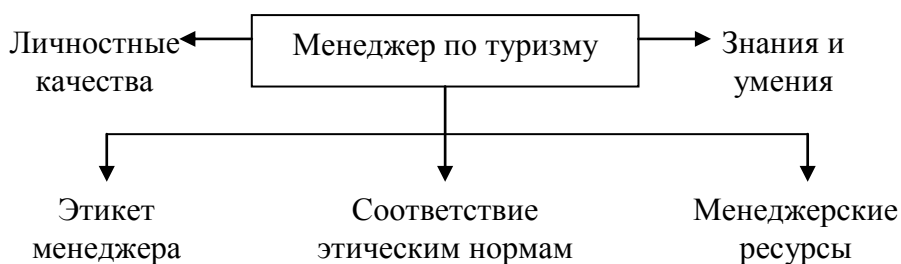 Личностные
качества
Менеджер по туризму
Знания и
умения
Этикет
менеджера
Соответствие
этическим нормам
Менеджерские
ресурсы